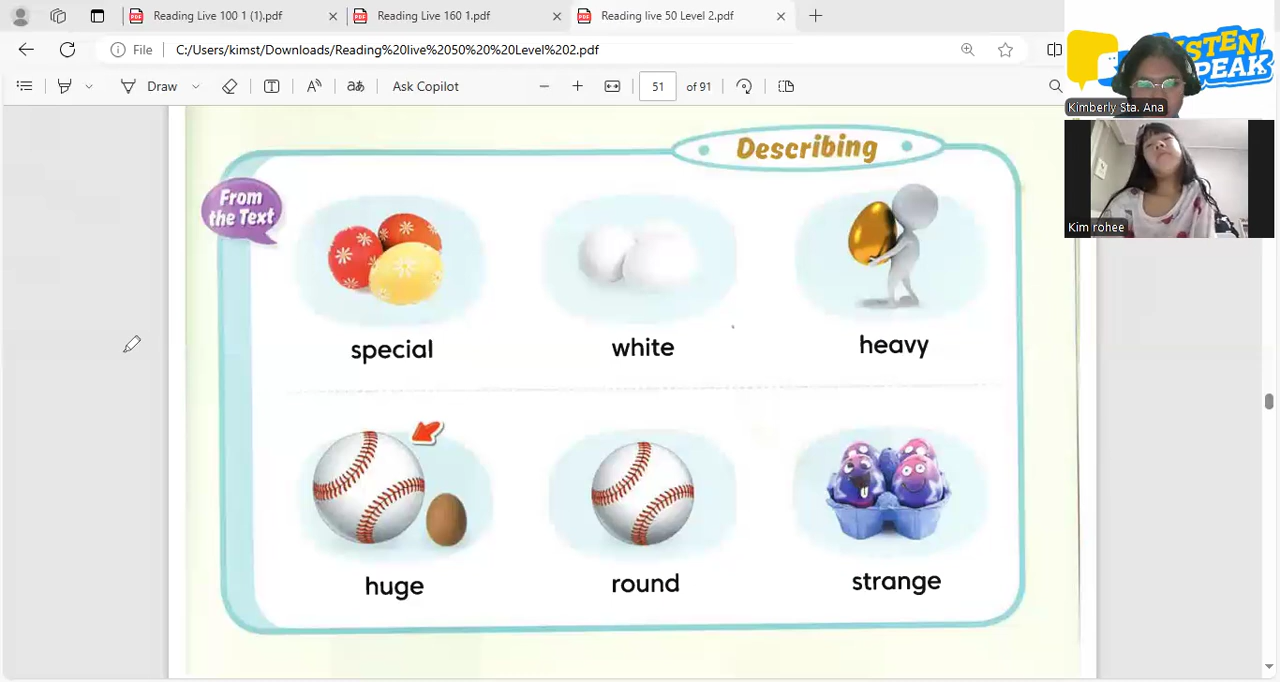 Reading Live 100 1 (1).pdf
Reading Live 160 1.pdf
Reading live 50 Level 2.pdf
File
C:/Users/kimst/Downloads/Reading%20live%2050%20%20Level%202.pdf
Draw
Ask Copilot
51
of 91
Kimberly Sta. Ana
Kim rohee
Describing
From
the Text
special
white
heavy
huge
round
strange